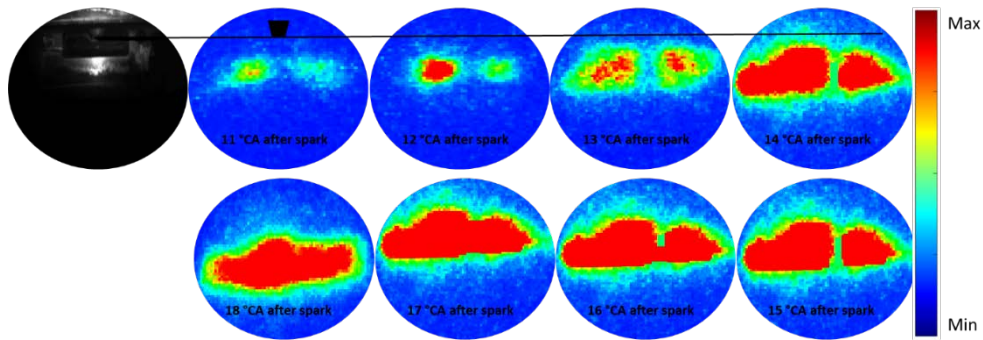 Max
11 °CA after spark
12 °CA after spark
13 °CA after spark
14 °CA after spark
18 °CA after spark
17 °CA after spark
16 °CA after spark
15 °CA after spark
Min